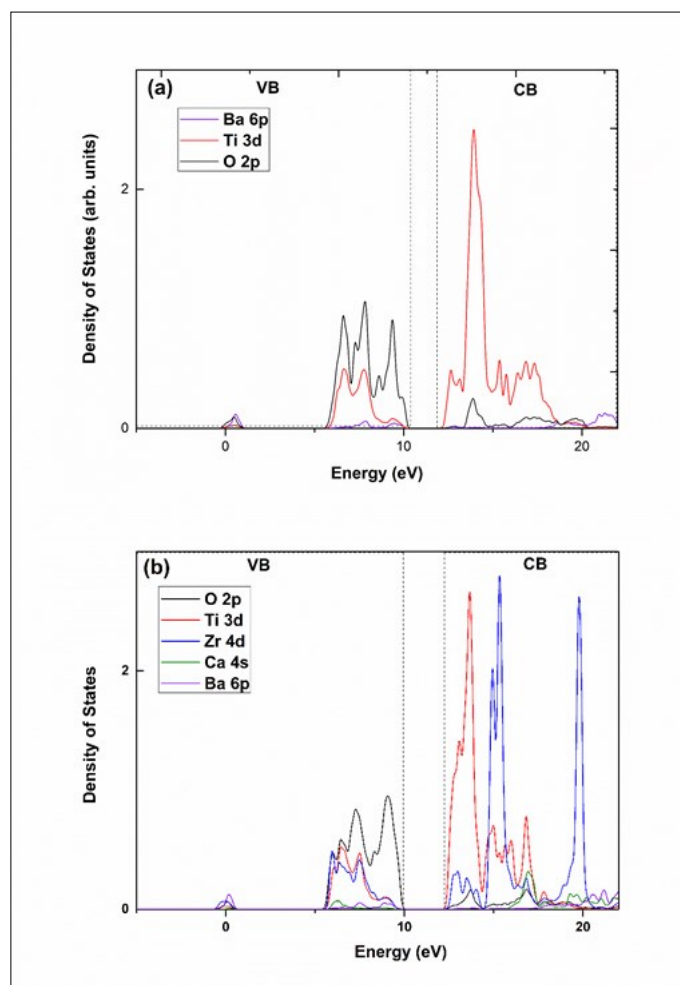 (a)
VB
CB
Ba 6p
Ti 3d
O 2p
Density of States (arb. units)
2
0
0
10
20
Energy (eV)
(b)
VB
CB
O 2p
Ti 3d
Zr 4d
Ca 4s
Ba 6p
Density of States
2
0
0
10
20
Energy (eV)